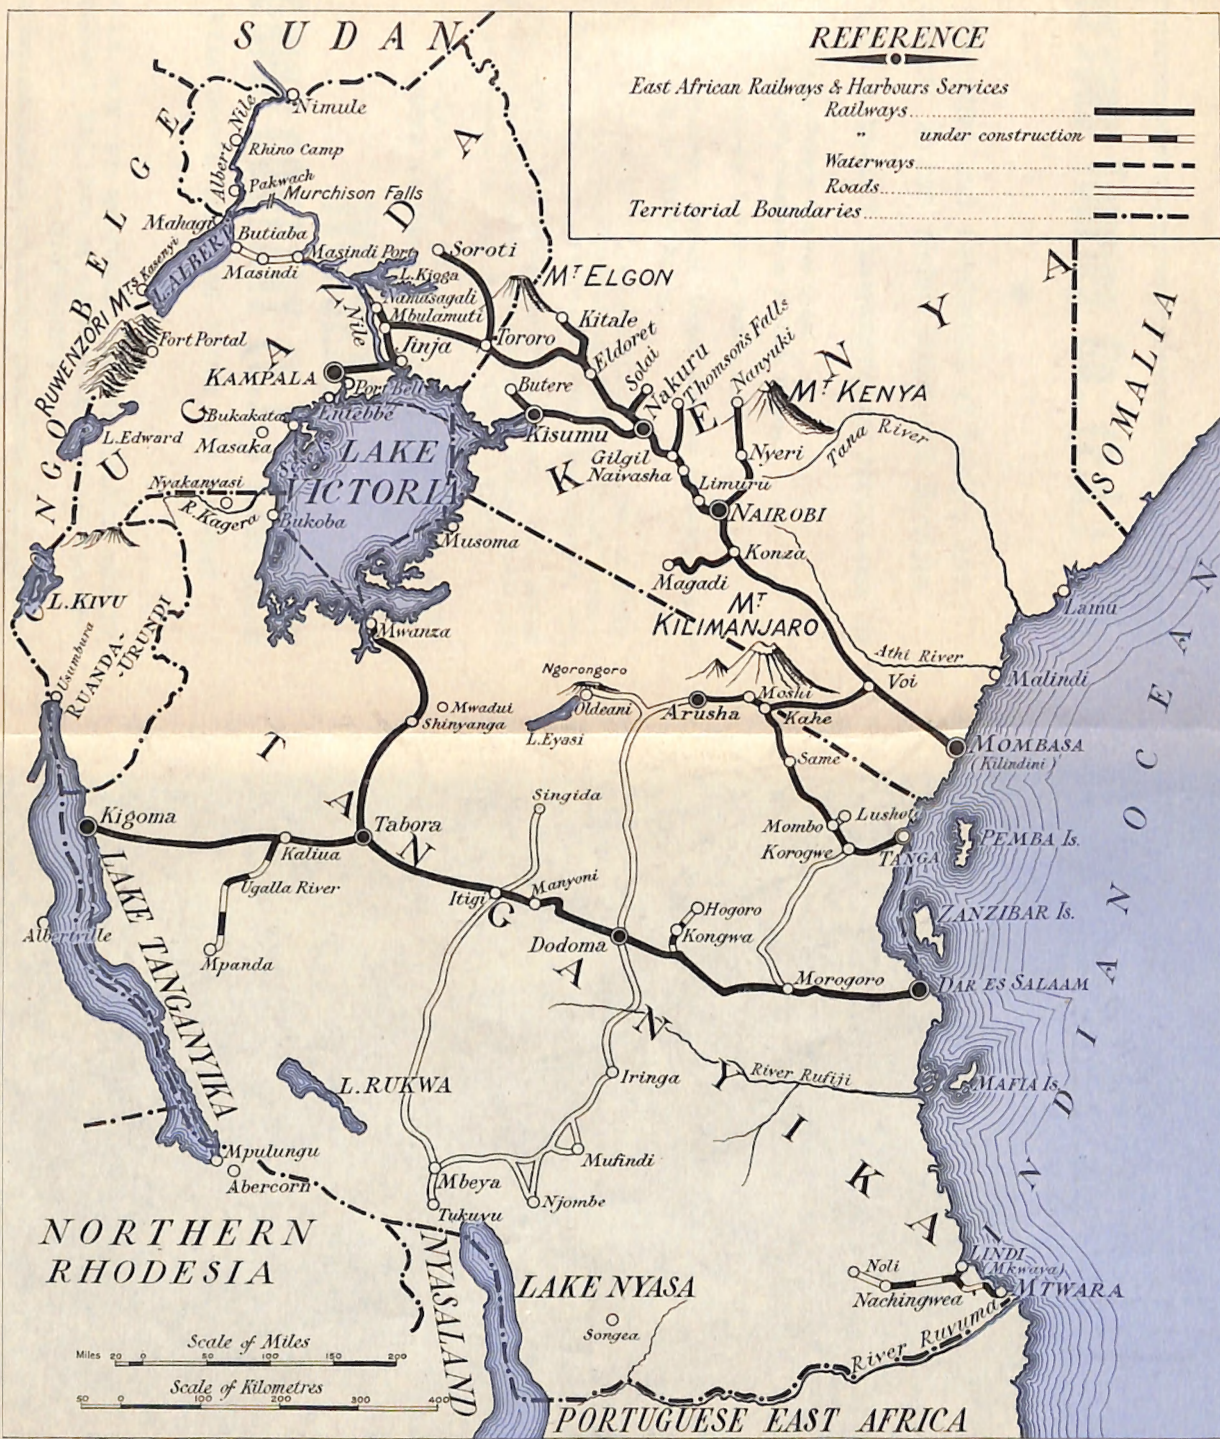 SUDAN
REFERENCE
East African Railways & Harbours Services
Railways
" under construction
Waterways
Roads
Territorial Boundaries
BELGE
NGO
UGANDA
KENYA
TANGANYIKA
SOMALIA
INDIAN OCEAN
Nimule
Albert Nile
Rhino Camp
Pakwach
Murchison Falls
Mahagi
Butiaba
Kasenyi
L.ALBERT
Masindi
Masindi Port
Soroti
L.Kioga
MT ELGON
Namasagali
Mbulamuti
Nile
Kitale
RUWENZORI MTS
Fort Portal
Tororo
Eldoret
Solai
Nakuru
Thomson's Falls
Nanyuki
Jinja
KAMPALA
Port Bell
Butere
MT KENYA
Bukakata
Entebbe
L.Edward
Masaka
Kisumu
Tana River
LAKE
VICTORIA
Sesse Is.
Gilgil
Nyeri
Naivasha
Limuru
Nyakanyasi
R.Kagera
Bukoba
NAIROBI
Musoma
Konza
Magadi
L.KIVU
Lamu
MT
KILIMANJARO
Mwanza
Usumbura
RUANDA-
URUNDI
Athi River
Ngorongoro
Voi
Malindi
Oldeani
Moshi
Mwadui
Arusha
Kahe
Shinyanga
L.Eyasi
MOMBASA
(Kilindini)
Same
Singida
Kigoma
Tabora
Mombo
Lushoto
PEMBA Is.
Kaliua
Korogwe
TANGA
Ugalla River
Itigi
Manyoni
Hogoro
ZANZIBAR Is.
Albertville
Kongwa
Dodoma
Mpanda
LAKE TANGANYIKA
Morogoro
DAR ES SALAAM
L.RUKWA
Iringa
River Rufiji
MAFIA Is.
Mpulungu
Mufindi
Abercorn
Mbeya
Njombe
Tukuyu
NORTHERN
RHODESIA
NYASALAND
LAKE NYASA
Noli
LINDI
(Mkwaya)
Nachingwea
MTWARA
Songea
River Ruvuma
Scale of Miles
Miles 20 0 50 100 150 200
Scale of Kilometres
50 0 100 200 300 400
PORTUGUESE EAST AFRICA